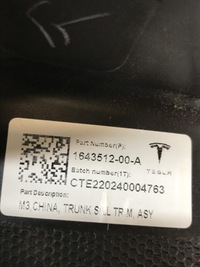 Part Number(P):
1643512-00-A
Batch number(1T):
TESLA
CTE220240004763
Part Description:
M3,CHINA, TRUNK SILL TRIM, ASY